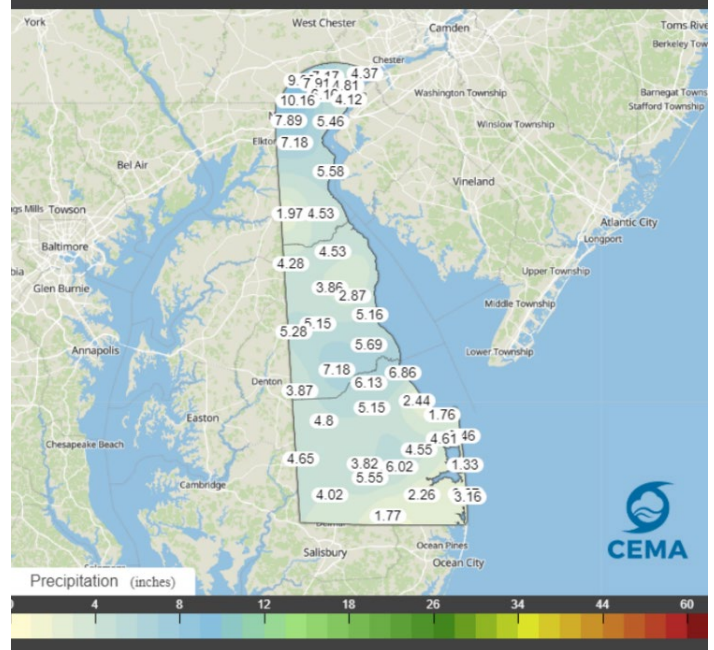 York
West Chester
Camden
Toms Rive
Chester
Berkeley Tow
4.37
4.81
Washington Township
Barnegat Towns
10.16
4.12
Stafford Township
7.89
5.46
Winslow Township
Elkton
7.18
Bel Air
5.58
Vineland
gs Mills
Towson
1.97
4.53
Atlantic City
Longport
Baltimore
4.53
bia
4.28
Upper Township
Glen Burnie
3.86
2.87
Middle Township
5.16
5.15
5.28
Annapolis
5.69
Lower Township
7.18
6.86
Denton
6.13
3.87
2.44
Easton
5.15
1.76
4.8
Chesapeake Beach
4.61
4.55
4.65
3.82
6.02
1.33
5.55
Cambridge
4.02
2.26
3.16
1.77
Salisbury
Ocean Pines
Ocean City
CEMA
Precipitation (inches)
4 8 12 18 26 34 44 60